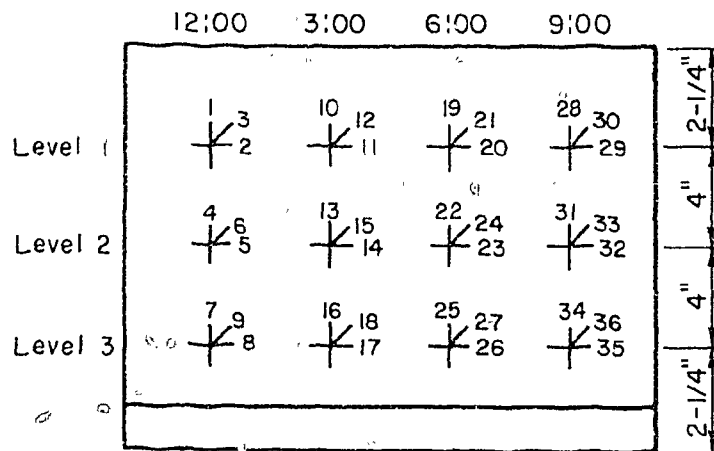 12:00 3:00 6:00 9:00
2-1/4"
1 10 19 28
3 12 21 30
Level 1 2 11 20 29
4"
4 13 22 31
6 15 24 33
Level 2 5 14 23 32
4"
7 16 25 34
9 18 27 36
Level 3 8 17 26 35
2-1/4"